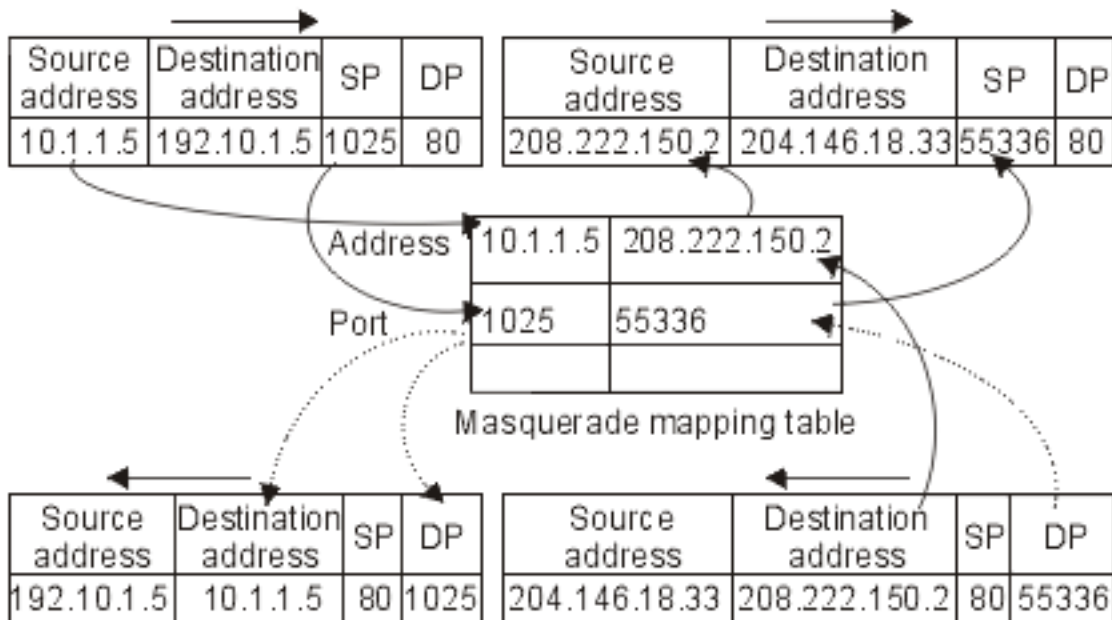 Source address Destination address SP DP
10.1.1.5 192.10.1.5 1025 80
Source address Destination address SP DP
208.222.150.2 204.146.18.33 55336 80
Address 10.1.1.5 208.222.150.2
Port 1025 55336
Masquerade mapping table
Source address Destination address SP DP
192.10.1.5 10.1.1.5 80 1025
Source address Destination address SP DP
204.146.18.33 208.222.150.2 80 55336